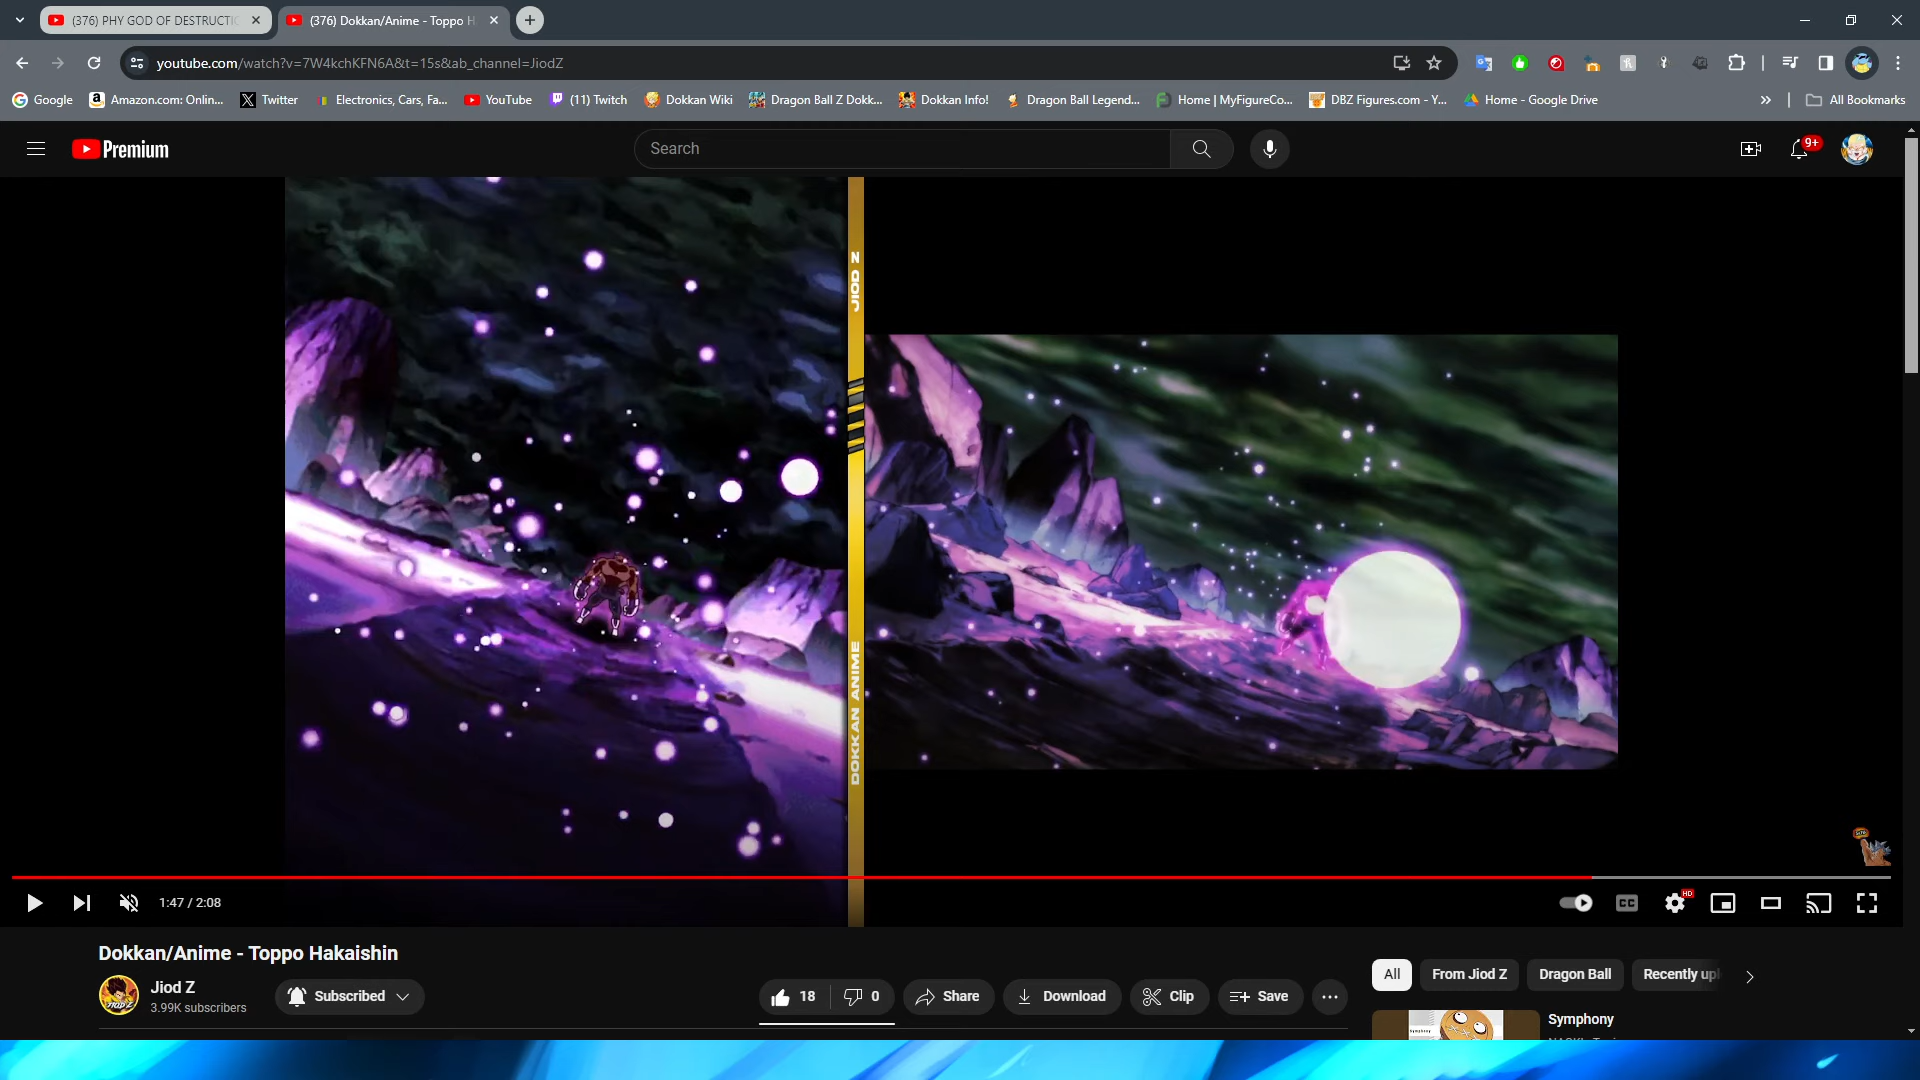 (376) PHY GOD OF DESTRUCTIO
(376) Dokkan/Anime - Toppo H
youtube.com/watch?v=7W4kchKFN6A&t=15s&ab_channel=JiodZ
Google
Amazon.com: Onlin...
Twitter
Electronics, Cars, Fa...
YouTube
(11) Twitch
Dokkan Wiki
Dragon Ball Z Dokk...
Dokkan Info!
Dragon Ball Legend...
Home | MyFigureCo...
DBZ Figures.com - Y...
Home - Google Drive
All Bookmarks
Premium
Search
9+
JIOD Z
DOKKAN ANIME
1:47 / 2:08
CC
HD
Dokkan/Anime - Toppo Hakaishin
Jiod Z
3.99K subscribers
Subscribed
18
0
Share
Download
Clip
Save
All
From Jiod Z
Dragon Ball
Recently upl
Symphony